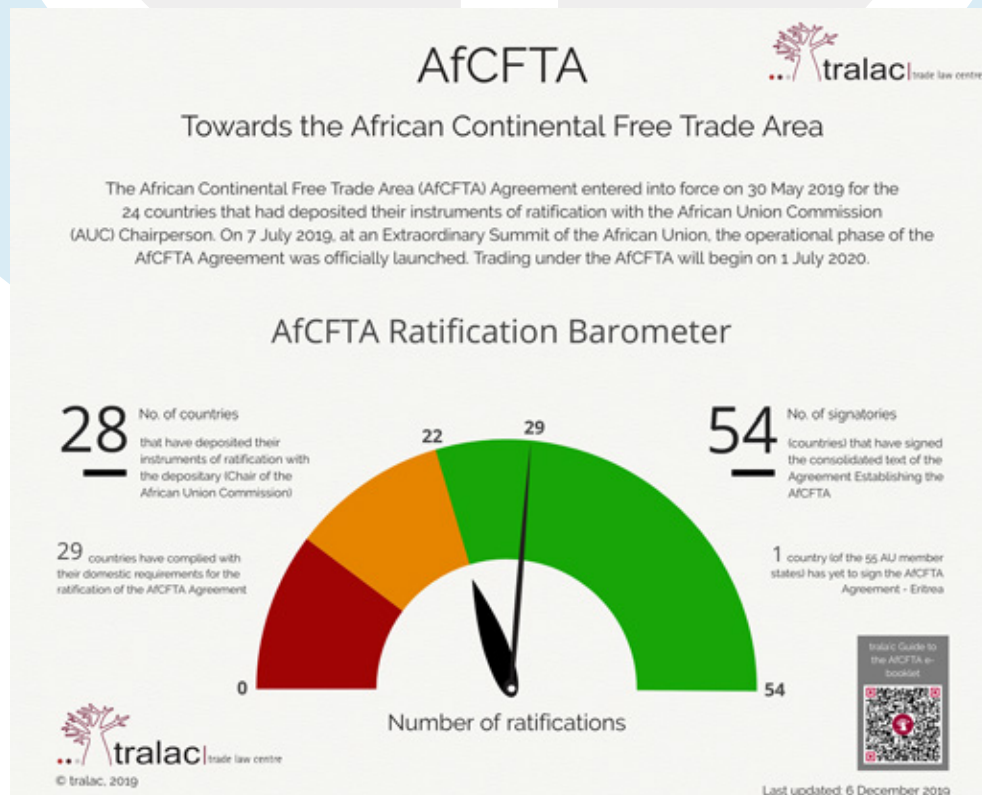 AfCFTA
tralac trade law centre
Towards the African Continental Free Trade Area
The African Continental Free Trade Area (AfCFTA) Agreement entered into force on 30 May 2019 for the
24 countries that had deposited their instruments of ratification with the African Union Commission
(AUC) Chairperson. On 7 July 2019, at an Extraordinary Summit of the African Union, the operational phase of the
AfCFTA Agreement was officially launched. Trading under the AfCFTA will begin on 1 July 2020.
AfCFTA Ratification Barometer
28 No. of countries
that have deposited their
instruments of ratification with
the depositary (Chair of the
African Union Commission)
29 countries have complied with
their domestic requirements for the
ratification of the AfCFTA Agreement
0
22
29
54
Number of ratifications
54 No. of signatories
(countries) that have signed
the consolidated text of the
Agreement Establishing the
AfCFTA
1 country (of the 55 AU member
states) has yet to sign the AfCFTA
Agreement - Eritrea
tralac Guide to
the AfCFTA e-
booklet
tralac trade law centre
© tralac, 2019
Last updated: 6 December 2019